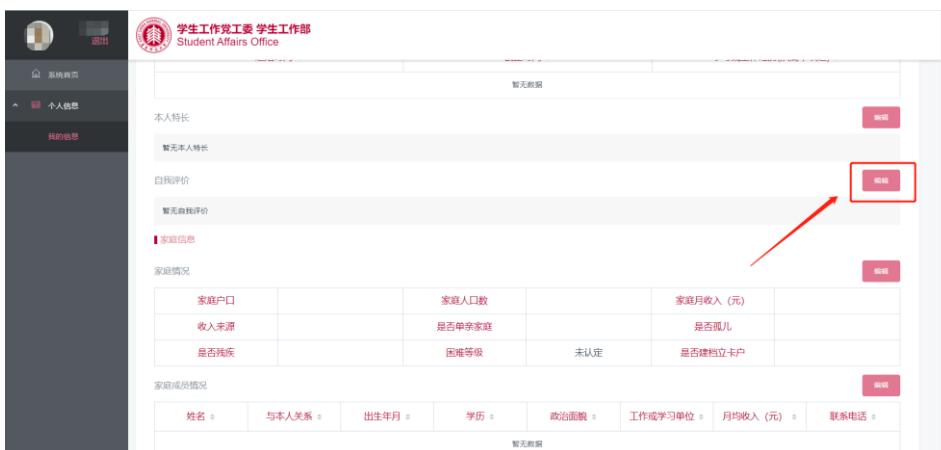 退出
学生工作党工委 学生工作部
Student Affairs Office
系统首页
个人信息
我的信息
暂无数据
本人特长
编辑
暂无本人特长
自我评价
编辑
暂无自我评价
家庭信息
家庭情况
编辑
家庭户口 家庭人口数 家庭月收入（元）
收入来源 是否单亲家庭 是否孤儿
是否残疾 困难等级 未认定 是否建档立卡户
家庭成员情况
编辑
姓名 与本人关系 出生年月 学历 政治面貌 工作或学习单位 月均收入（元） 联系电话
暂无数据